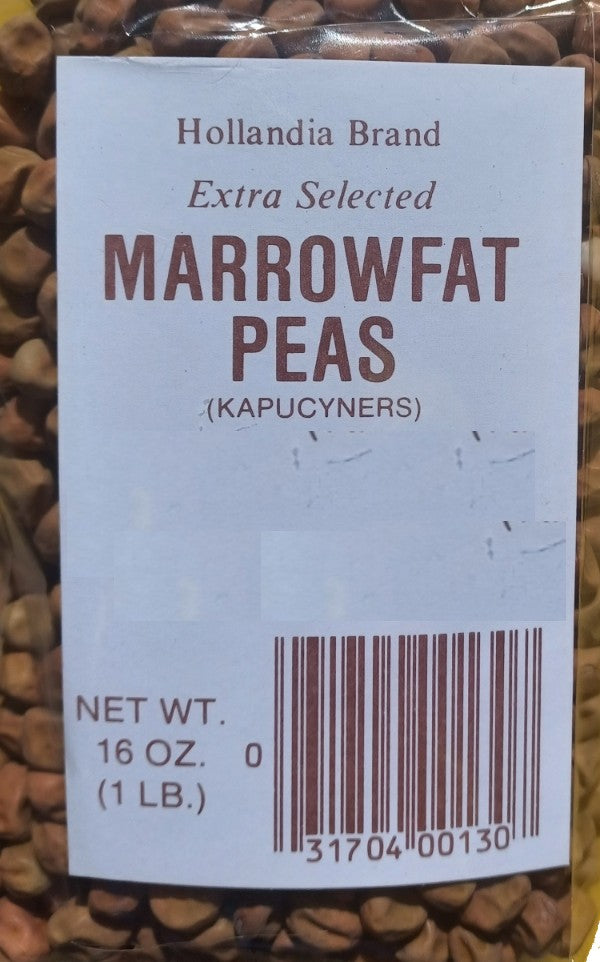 Hollandia Brand
Extra Selected
MARROWFAT
PEAS
(KAPUCYNERS)
NET WT.
16 OZ.
(1 LB.)
0 31704 00130